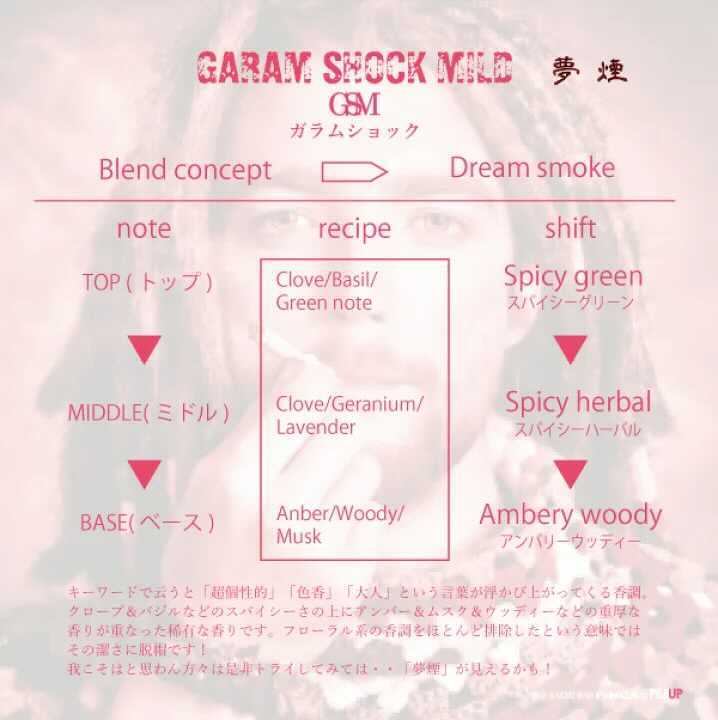 GARAM SHOCK MILD 夢煙
GSM
ガラムショック
Blend concept Dream smoke
note recipe shift
TOP ( トップ ) Clove/Basil/ Spicy green
Green note スパイシーグリーン
MIDDLE( ミドル ) Clove/Geranium/ Spicy herbal
Lavender スパイシーハーバル
BASE( ベース ) Anber/Woody/ Ambery woody
Musk アンバリーウッディー
キーワードで云うと「超個性的」「色香」「大人」という言葉が浮かび上がってくる香調。
クローブ＆バジルなどのスパイシーさの上にアンバー＆ムスク＆ウッディーなどの重厚な
香りが重なった稀有な香りです。フローラル系の香調をほとんど排除したという意味では
その潔さに脱帽です！
我こそはと思わん方々は是非トライしてみては・・「夢煙」が見えるかも！
UP